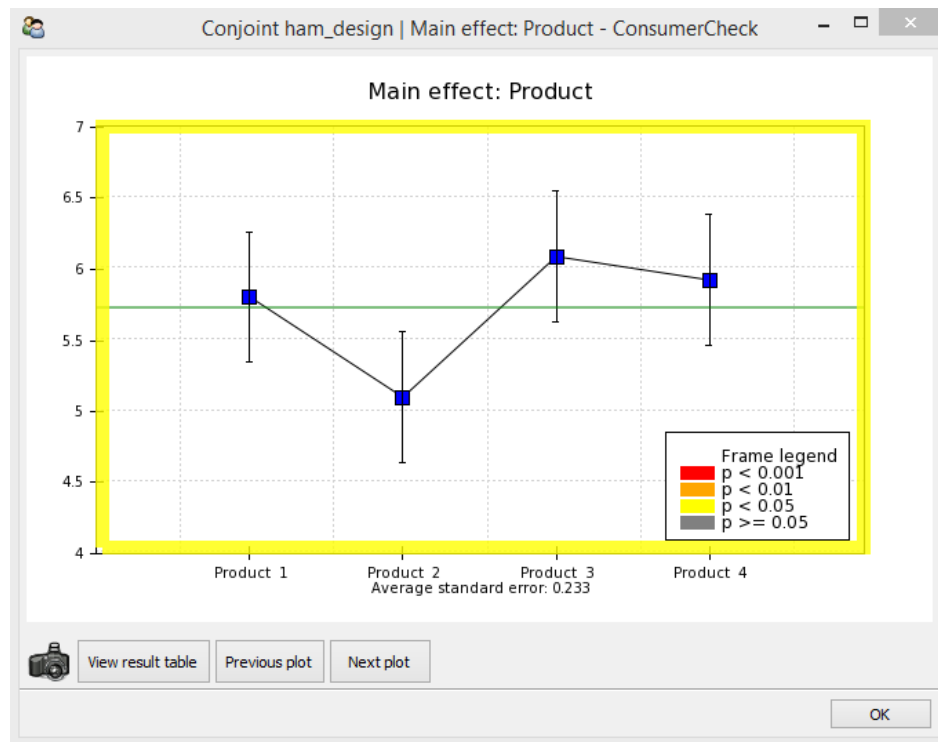 Conjoint ham_design | Main effect: Product - ConsumerCheck
Main effect: Product
7
6.5
6
5.5
5
4.5
4
Frame legend
p < 0.001
p < 0.01
p < 0.05
p >= 0.05
Product 1
Product 2
Product 3
Product 4
Average standard error: 0.233
View result table
Previous plot
Next plot
OK